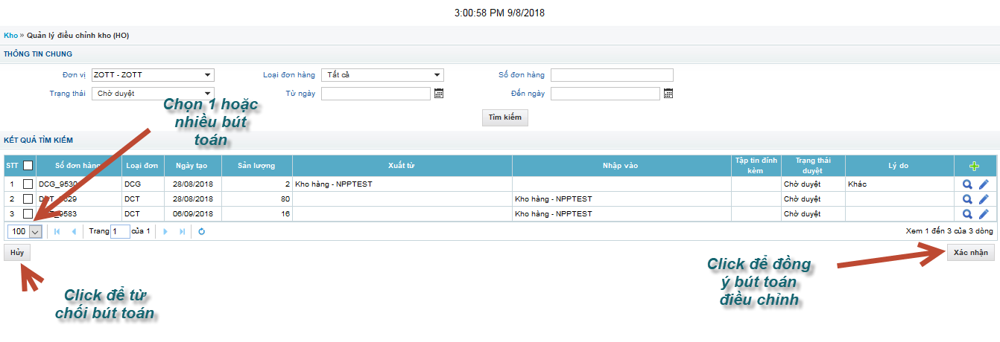 3:00:58 PM 9/8/2018
Kho » Quản lý điều chỉnh kho (HO)
THÔNG TIN CHUNG
Đơn vị ZOTT - ZOTT Loại đơn hàng Tất cả Số đơn hàng
Trạng thái Chờ duyệt Từ ngày Đến ngày
Chọn 1 hoặc
nhiều bút
toán
Tìm kiếm
KẾT QUẢ TÌM KIẾM
STT Số đơn hàng Loại đơn Ngày tạo Sản lượng Xuất từ Nhập vào Tập tin đính kèm Trạng thái duyệt Lý do
1 DCG_9530 DCG 28/08/2018 2 Kho hàng - NPPTEST Chờ duyệt Khác
2 DCT 28/08/2018 80 Kho hàng - NPPTEST Chờ duyệt
3 DCT 06/09/2018 16 Kho hàng - NPPTEST Chờ duyệt
100 Trang 1 của 1 Xem 1 đến 3 của 3 dòng
Hủy Xác nhận
Click để đồng
ý bút toán
điều chỉnh
Click để từ
chối bút toán